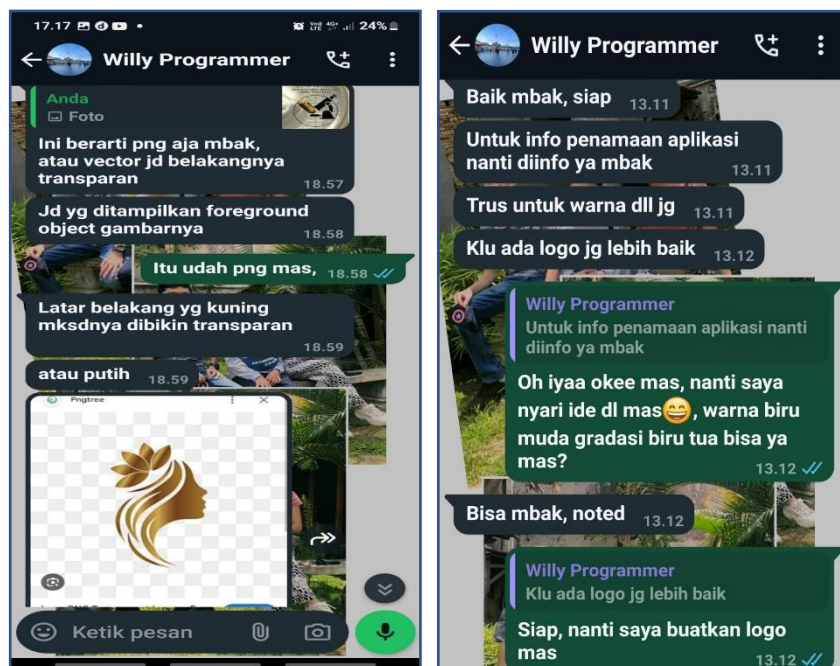 17.17
24%
Willy Programmer
Anda
Foto
Ini berarti png aja mbak,
atau vector jd belakangnya
transparan
18.57
Jd yg ditampilkan foreground
object gambarnya
18.58
Itu udah png mas,
18.58
Latar belakang yg kuning
mksdnya dibikin transparan
18.59
atau putih
18.59
Pngtree
Ketik pesan
Willy Programmer
Baik mbak, siap
13.11
Untuk info penamaan aplikasi
nanti diinfo ya mbak
13.11
Trus untuk warna dll jg
13.11
Klu ada logo jg lebih baik
13.12
Willy Programmer
Untuk info penamaan aplikasi nanti
diinfo ya mbak
Oh iyaa okee mas, nanti saya
nyari ide dl mas😄, warna biru
muda gradasi biru tua bisa ya
mas?
13.12
Bisa mbak, noted
13.12
Willy Programmer
Klu ada logo jg lebih baik
Siap, nanti saya buatkan logo
mas
13.12